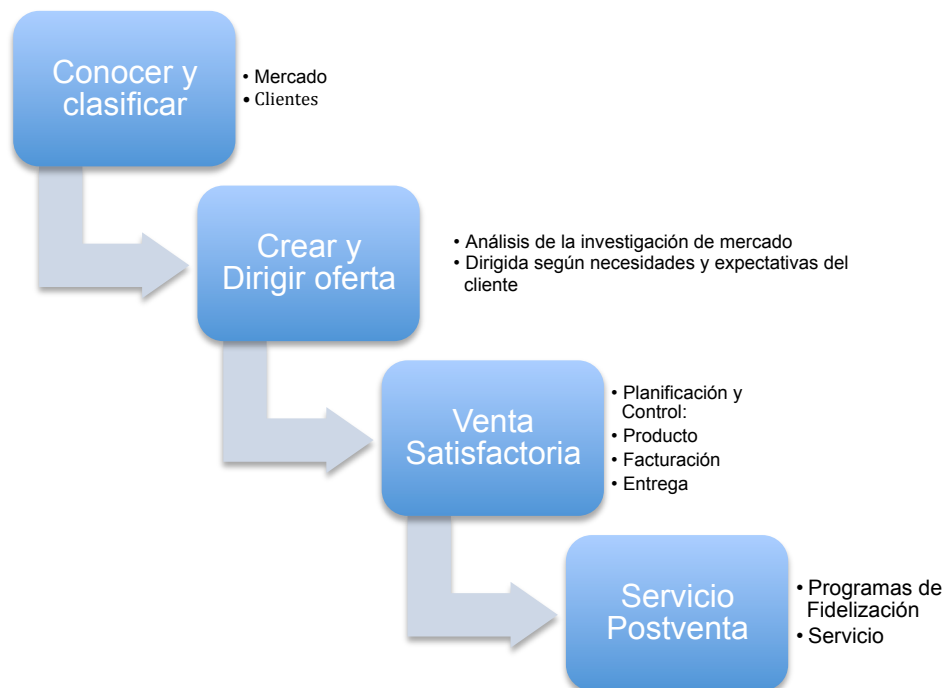 Conocer y
clasificar
• Mercado
• Clientes
Crear y
Dirigir oferta
• Análisis de la investigación de mercado
• Dirigida según necesidades y expectativas del
cliente
Venta
Satisfactoria
• Planificación y
Control:
• Producto
• Facturación
• Entrega
Servicio
Postventa
• Programas de
Fidelización
• Servicio